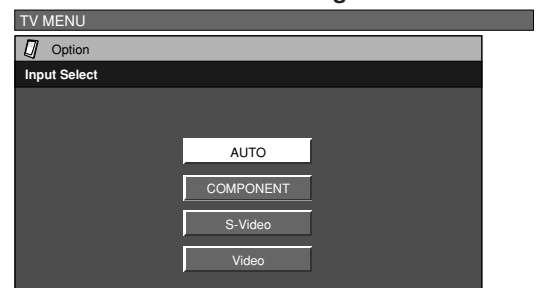 TV MENU
Option
Input Select
AUTO
COMPONENT
S-Video
Video